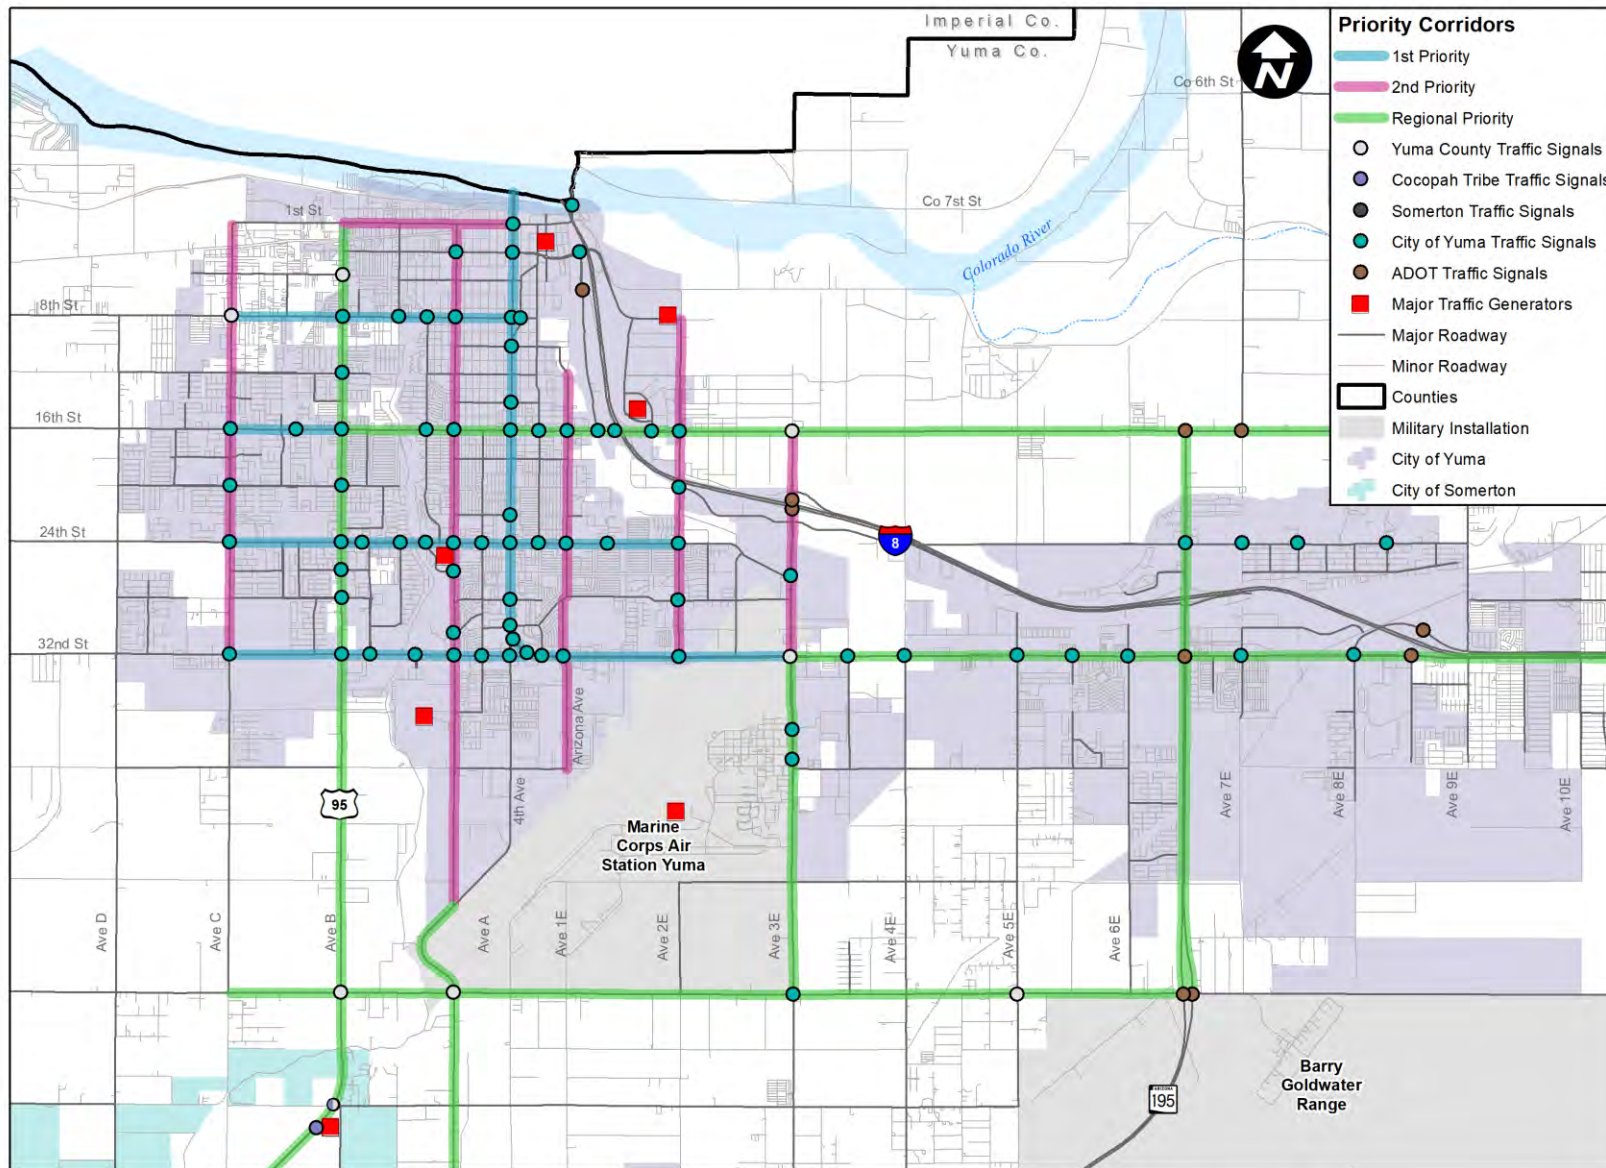 Imperial Co.
Yuma Co.
Co 6th St
N
Priority Corridors
1st Priority
2nd Priority
Regional Priority
Yuma County Traffic Signals
Cocopah Tribe Traffic Signals
Somerton Traffic Signals
City of Yuma Traffic Signals
ADOT Traffic Signals
Major Traffic Generators
Major Roadway
Minor Roadway
Counties
Military Installation
City of Yuma
City of Somerton
1st St
Co 7st St
Colorado River
8th St
16th St
24th St
8
32nd St
Arizona Ave
4th Ave
95
Marine
Corps Air
Station Yuma
Ave 7E
Ave 8E
Ave 9E
Ave 10E
Ave D
Ave C
Ave B
Ave A
Ave 1E
Ave 2E
Ave 3E
Ave 4E
Ave 5E
Ave 6E
ARIZONA
195
Barry
Goldwater
Range